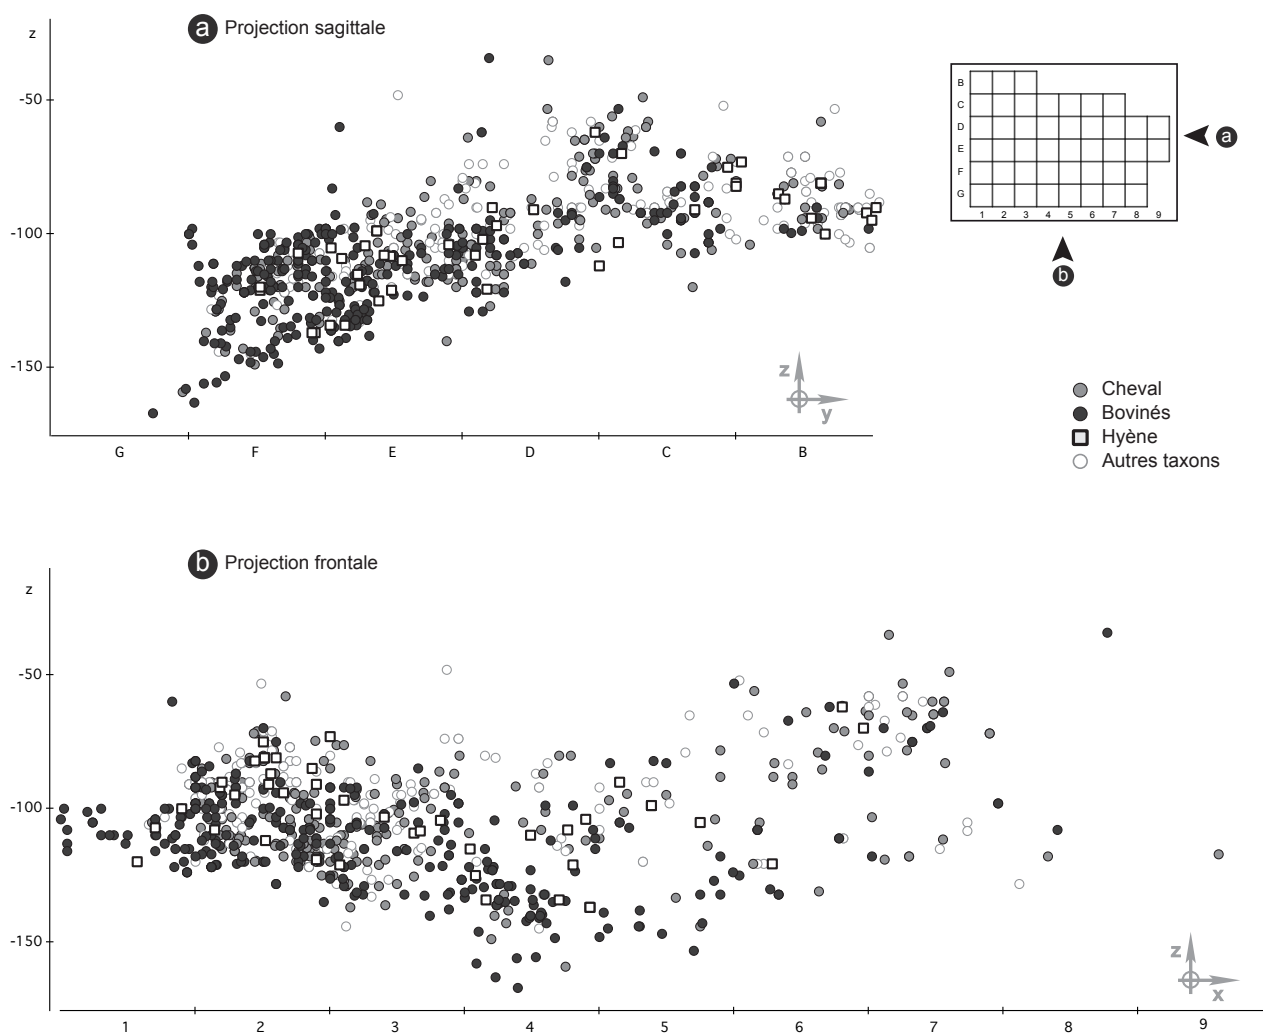 a Projection sagittale
z
-50
-100
-150
G F E D C B
z
y
B
C
D
E
F
G
1 2 3 4 5 6 7 8 9
a
b
Cheval
Bovinés
Hyène
Autres taxons
b Projection frontale
z
-50
-100
-150
z
x
1 2 3 4 5 6 7 8 9